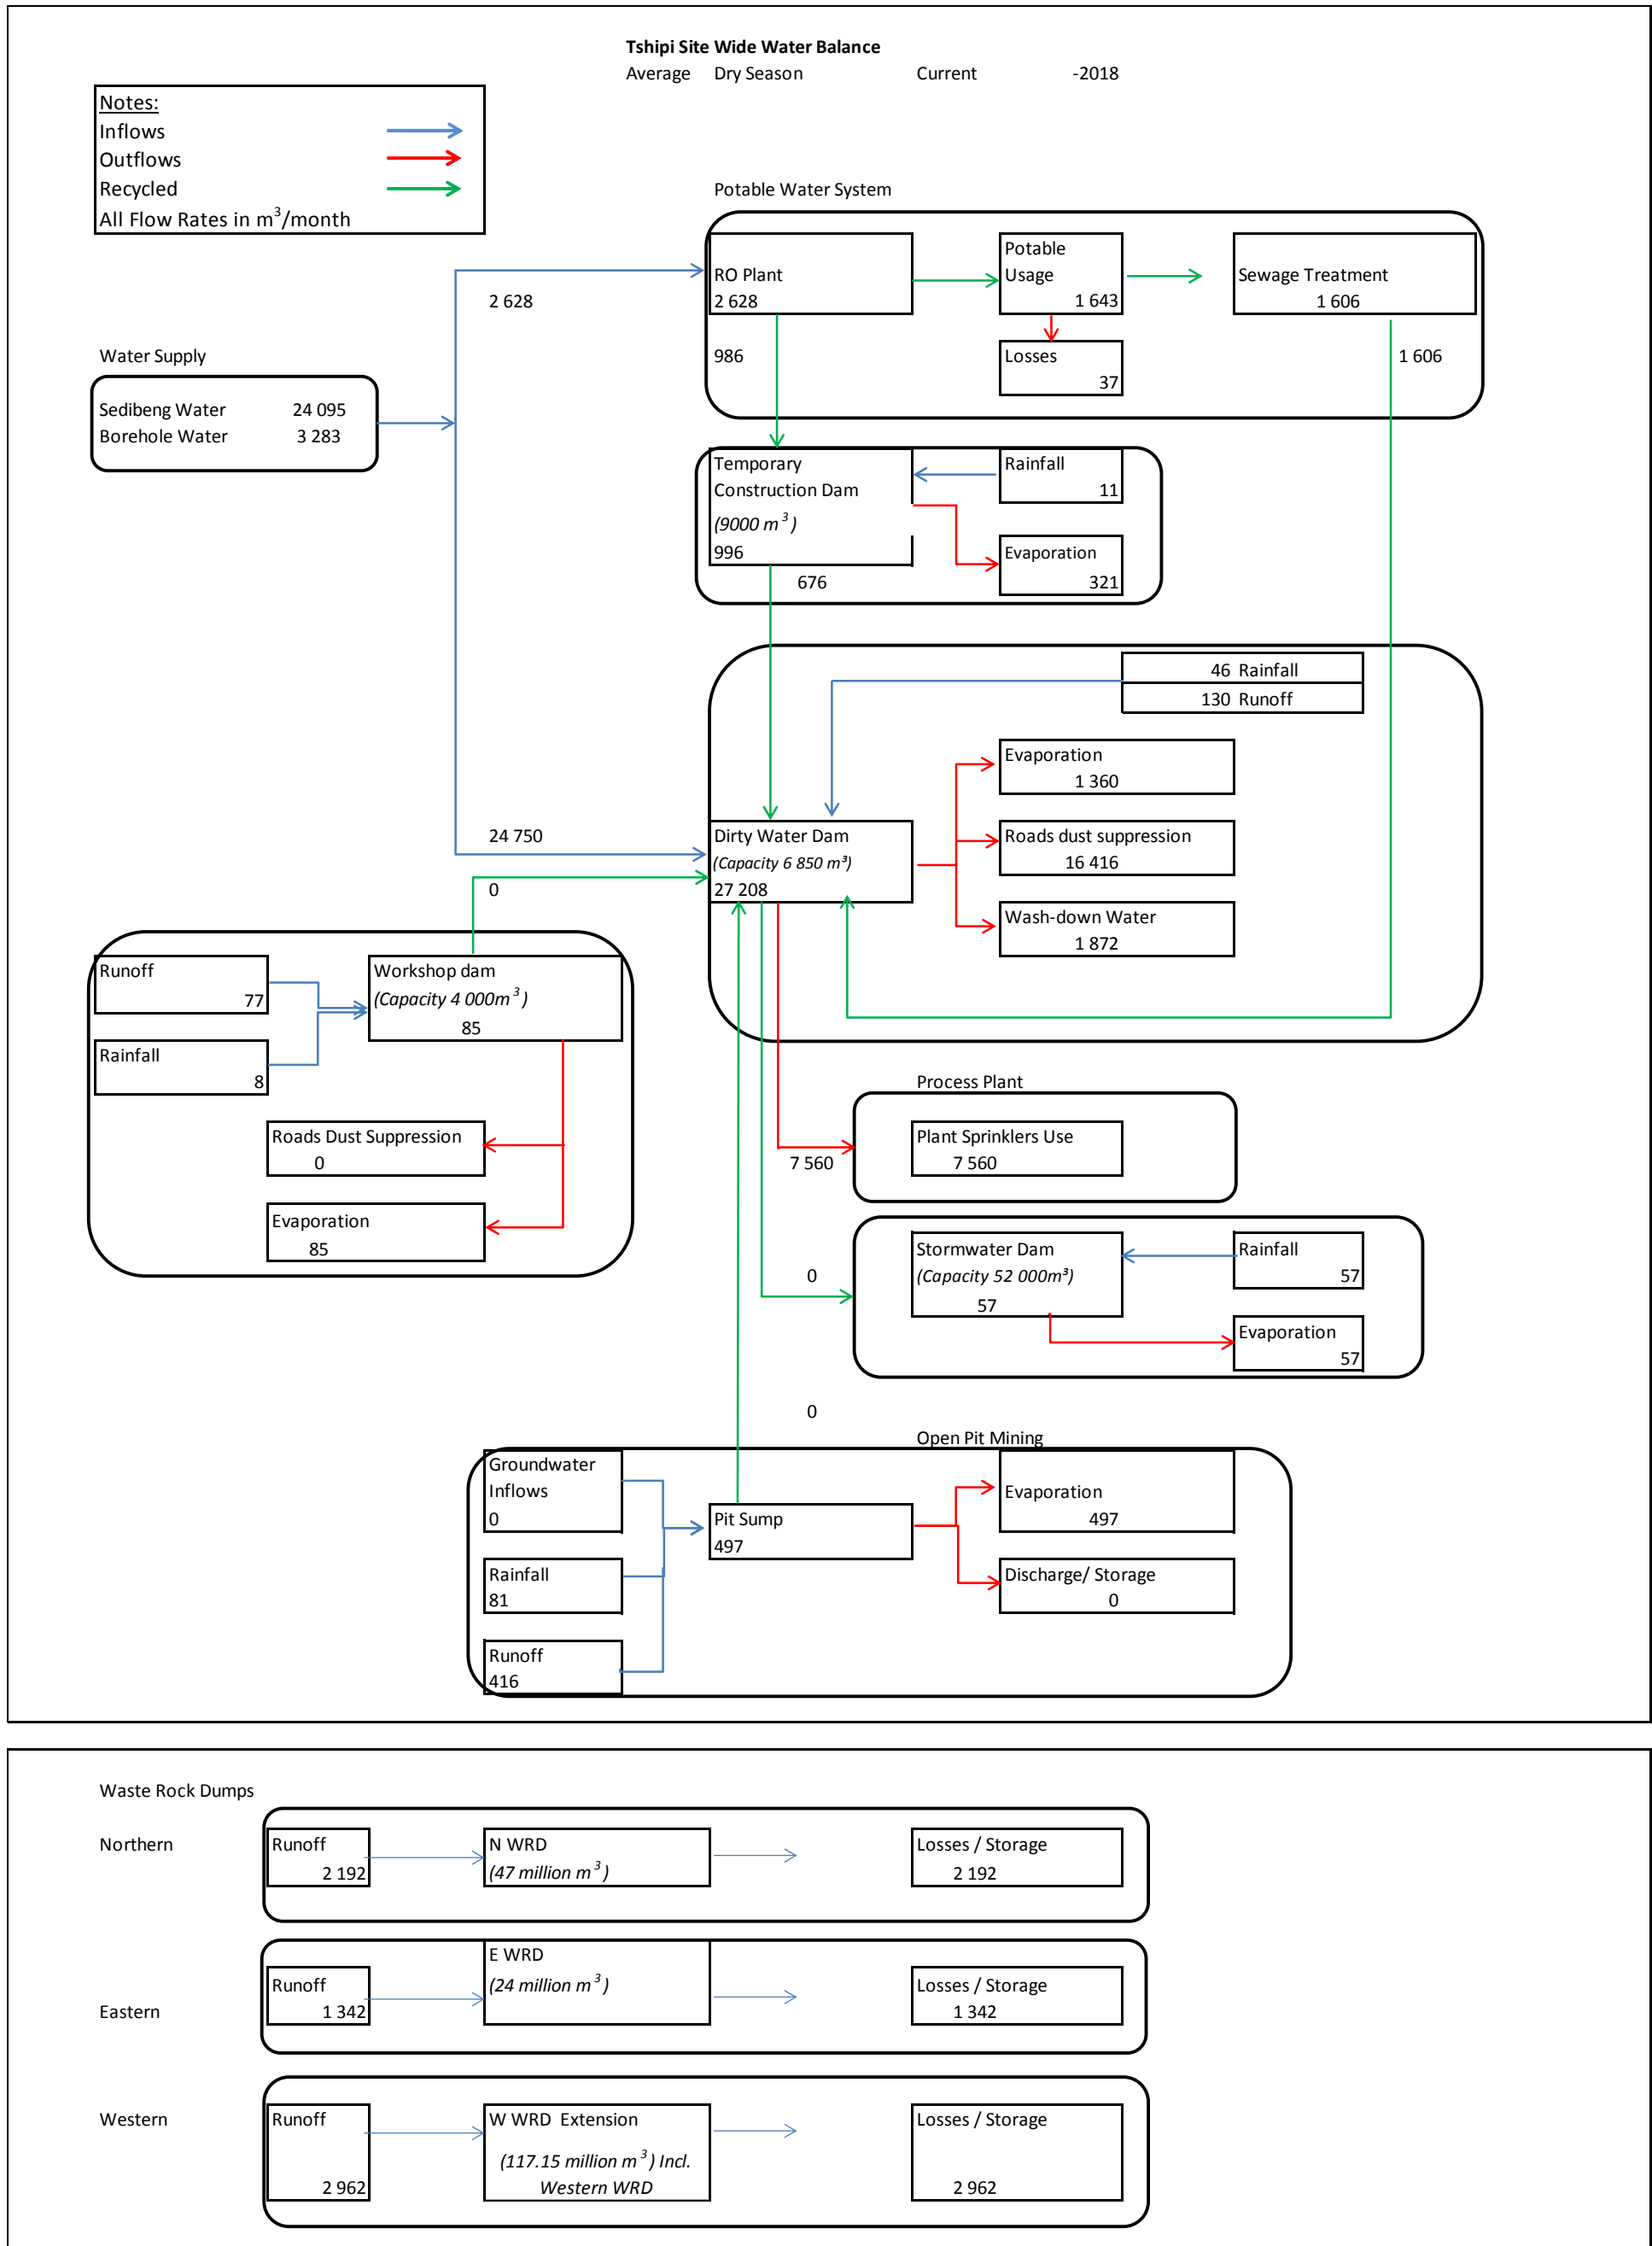 Tshipi Site Wide Water Balance
Average Dry Season Current -2018
Notes:
Inflows
Outflows
Recycled
All Flow Rates in m³/month
Potable Water System
RO Plant
2 628
Potable
Usage
1 643
Sewage Treatment
1 606
2 628
986
Losses
37
1 606
Water Supply
Sedibeng Water 24 095
Borehole Water 3 283
Temporary
Construction Dam
(9000 m³)
996
Rainfall
11
Evaporation
321
676
46 Rainfall
130 Runoff
Evaporation
1 360
24 750
Dirty Water Dam
(Capacity 6 850 m³)
27 208
Roads dust suppression
16 416
0
Wash-down Water
1 872
Runoff
77
Workshop dam
(Capacity 4 000m³)
85
Rainfall
8
Roads Dust Suppression
0
Evaporation
85
Process Plant
Plant Sprinklers Use
7 560
7 560
Stormwater Dam
(Capacity 52 000m³)
57
Rainfall
57
0
Evaporation
57
0
Open Pit Mining
Groundwater
Inflows
0
Pit Sump
497
Evaporation
497
Rainfall
81
Discharge/ Storage
0
Runoff
416
Waste Rock Dumps
Northern
Runoff
2 192
N WRD
(47 million m³)
Losses / Storage
2 192
Eastern
Runoff
1 342
E WRD
(24 million m³)
Losses / Storage
1 342
Western
Runoff
2 962
W WRD Extension
(117.15 million m³) Incl.
Western WRD
Losses / Storage
2 962